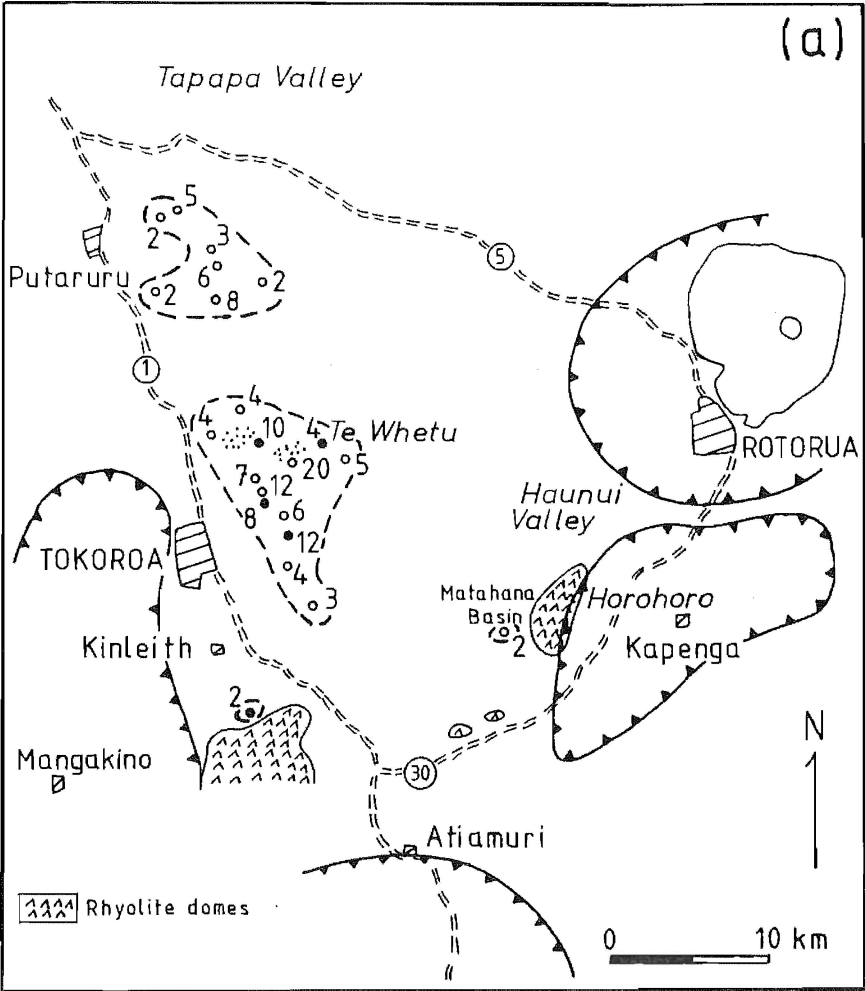 (a)
Tapapa Valley
5
2
3
6
2
2
8
Putaruru
5
1
4
4
10
4
Te Whetu
20
5
7
12
8
6
12
4
3
ROTORUA
Haunui
Valley
TOKOROA
Matahana
Basin
2
Horohoro
Kapenga
Kinleith
2
N
Mangakino
30
Atiamuri
Rhyolite domes
0 10 km